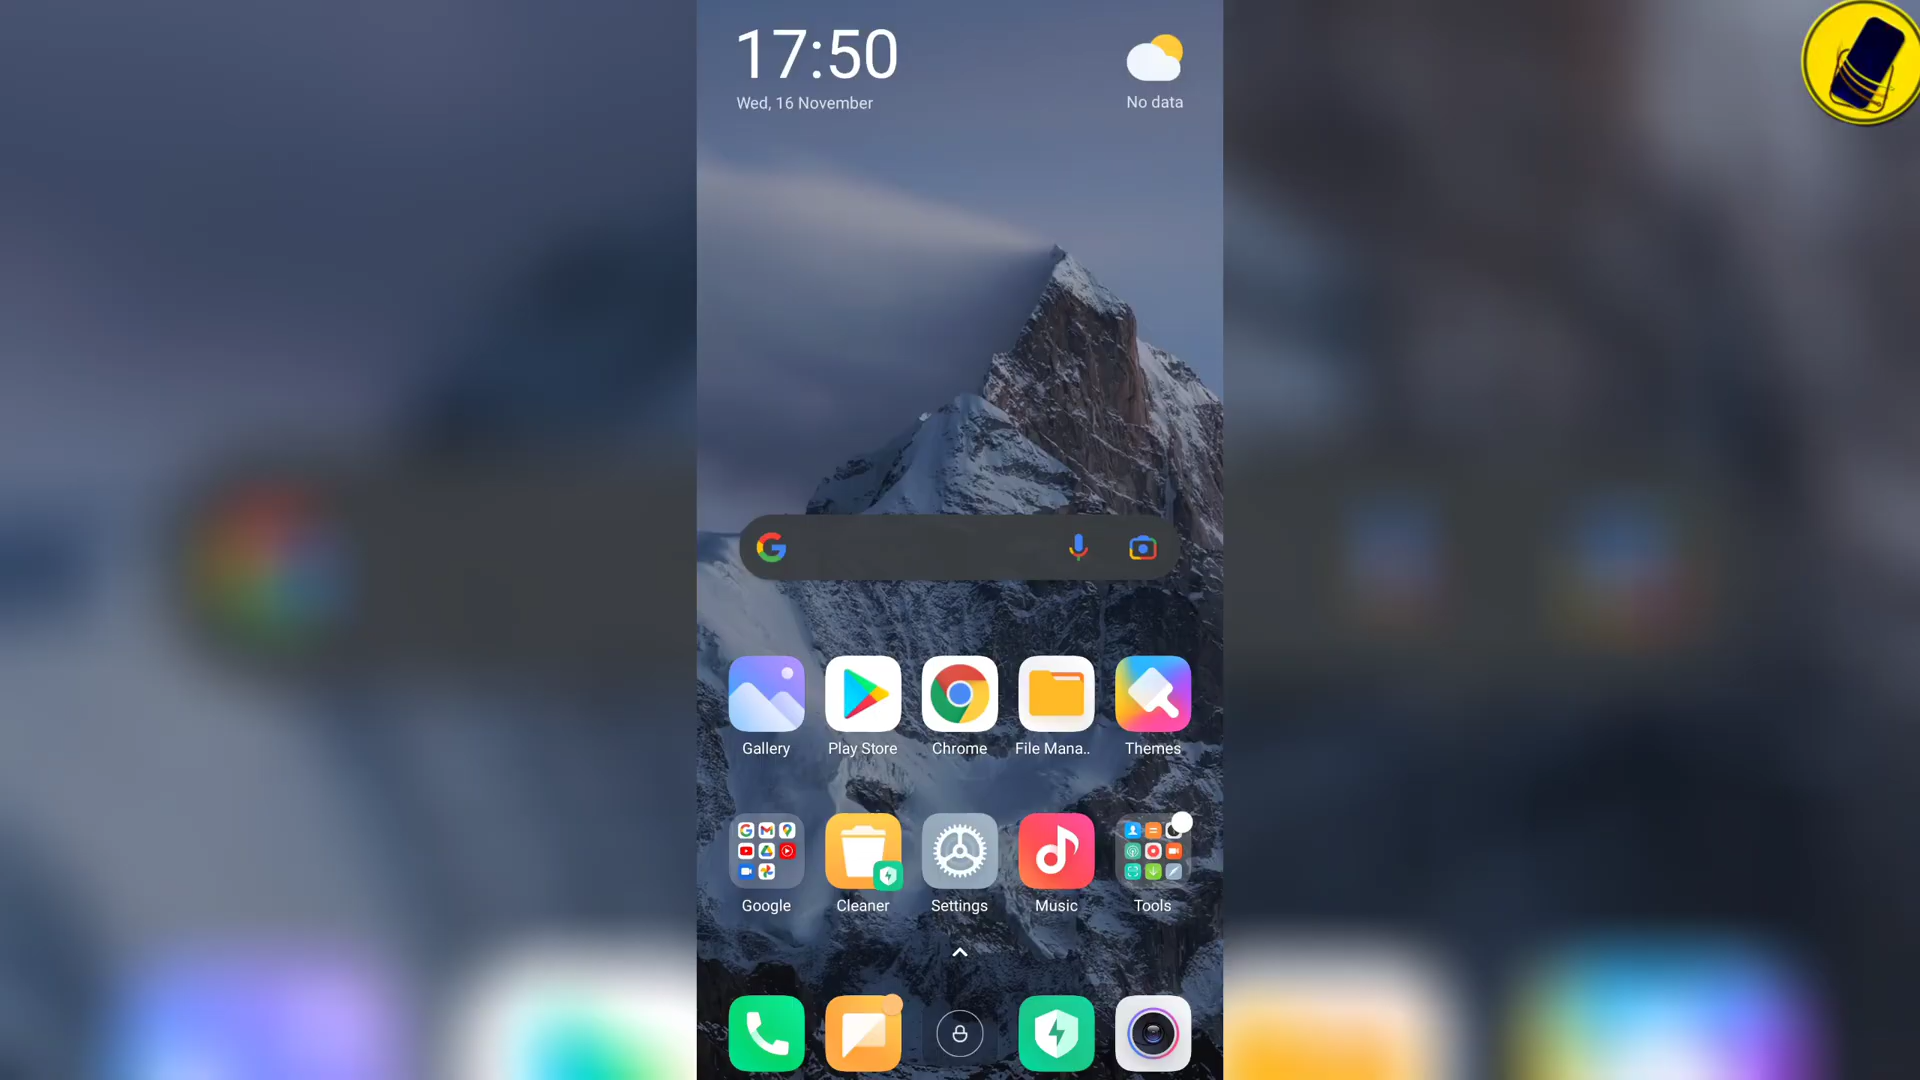 17:50
Wed, 16 November
No data
Gallery
Play Store
Chrome
File Mana..
Themes
Google
Cleaner
Settings
Music
Tools